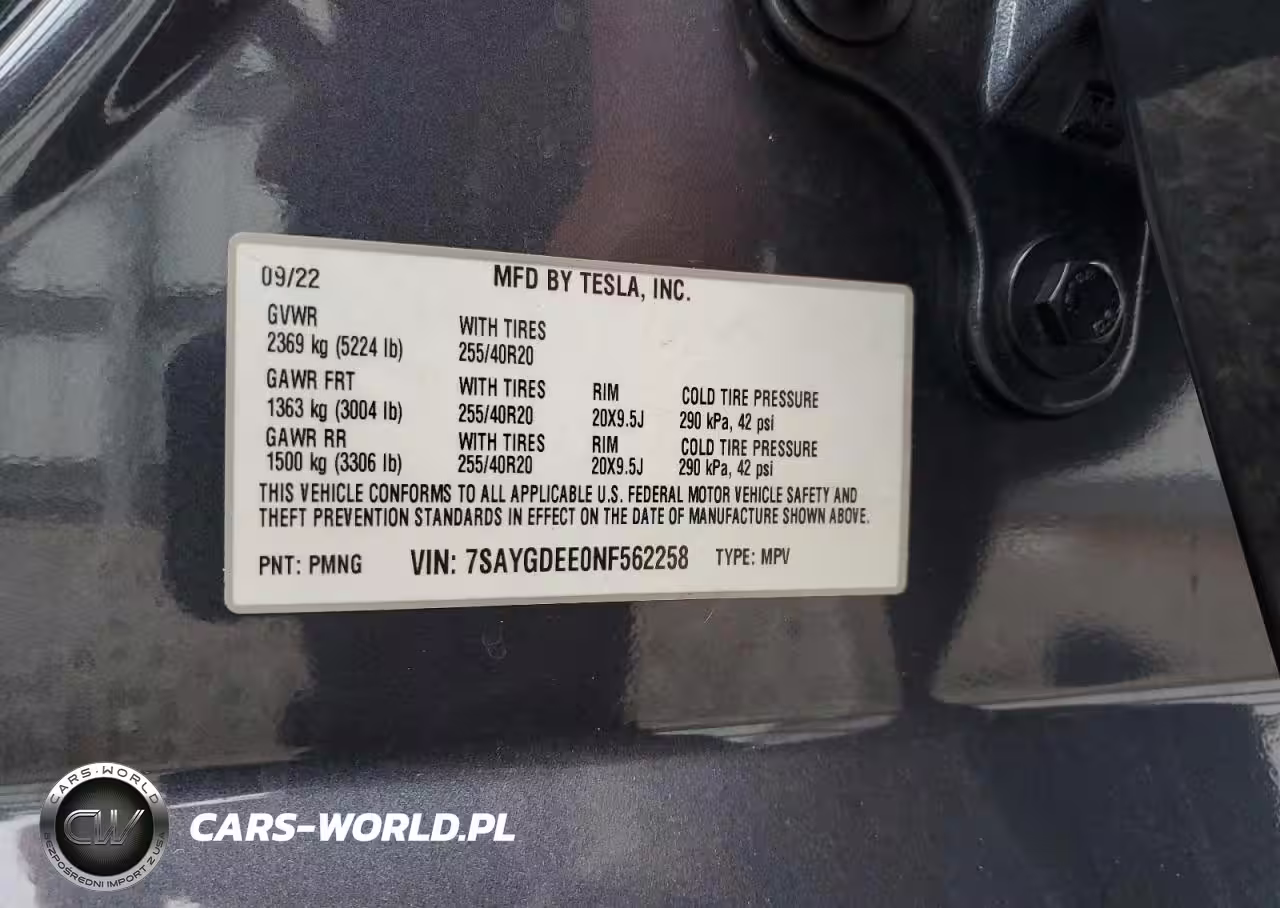 09/22 MFD BY TESLA, INC.
GVWR
2369 kg (5224 lb)
WITH TIRES
255/40R20
GAWR FRT WITH TIRES RIM COLD TIRE PRESSURE
1363 kg (3004 lb) 255/40R20 20X9.5J 290 kPa, 42 psi
GAWR RR WITH TIRES RIM COLD TIRE PRESSURE
1500 kg (3306 lb) 255/40R20 20X9.5J 290 kPa, 42 psi
THIS VEHICLE CONFORMS TO ALL APPLICABLE U.S. FEDERAL MOTOR VEHICLE SAFETY AND
THEFT PREVENTION STANDARDS IN EFFECT ON THE DATE OF MANUFACTURE SHOWN ABOVE.
PNT: PMNG VIN: 7SAYGDEE0NF562258 TYPE: MPV
CARS-WORLD
CW
BEZPOŚREDNI IMPORT Z USA
CARS-WORLD.PL